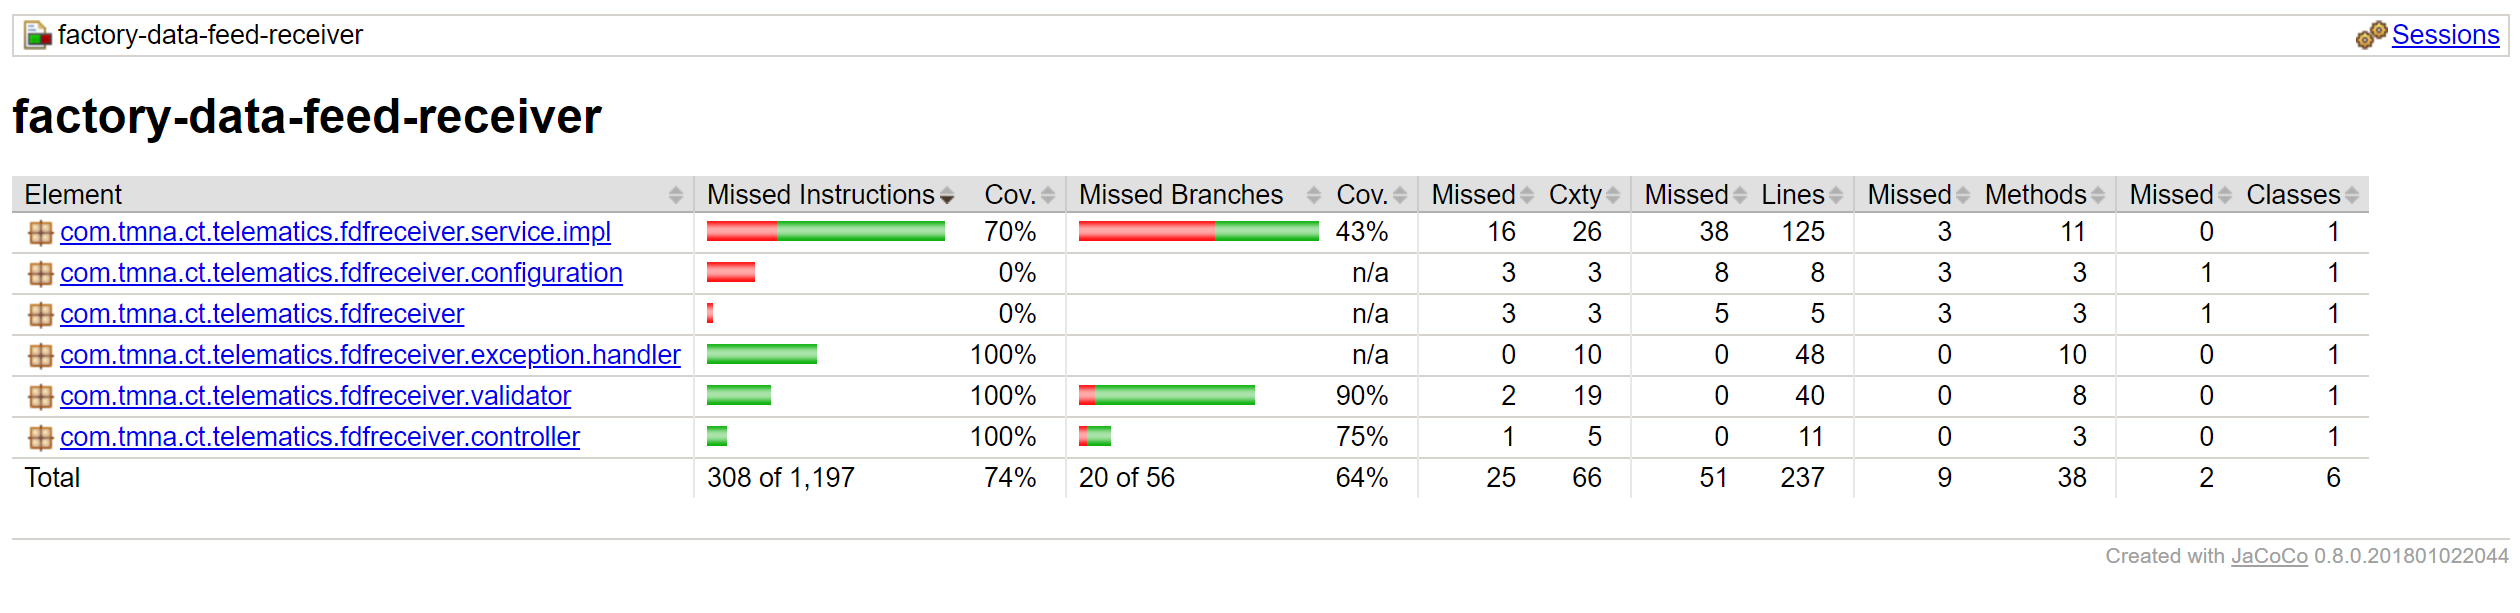 factory-data-feed-receiver Sessions
factory-data-feed-receiver
Element Missed Instructions Cov. Missed Branches Cov. Missed Cxty Missed Lines Missed Methods Missed Classes
com.tmna.ct.telematics.fdfreceiver.service.impl 70% 43% 16 26 38 125 3 11 0 1
com.tmna.ct.telematics.fdfreceiver.configuration 0% n/a 3 3 8 8 3 3 1 1
com.tmna.ct.telematics.fdfreceiver 0% n/a 3 3 5 5 3 3 1 1
com.tmna.ct.telematics.fdfreceiver.exception.handler 100% n/a 0 10 0 48 0 10 0 1
com.tmna.ct.telematics.fdfreceiver.validator 100% 90% 2 19 0 40 0 8 0 1
com.tmna.ct.telematics.fdfreceiver.controller 100% 75% 1 5 0 11 0 3 0 1
Total 308 of 1,197 74% 20 of 56 64% 25 66 51 237 9 38 2 6
Created with JaCoCo 0.8.0.201801022044